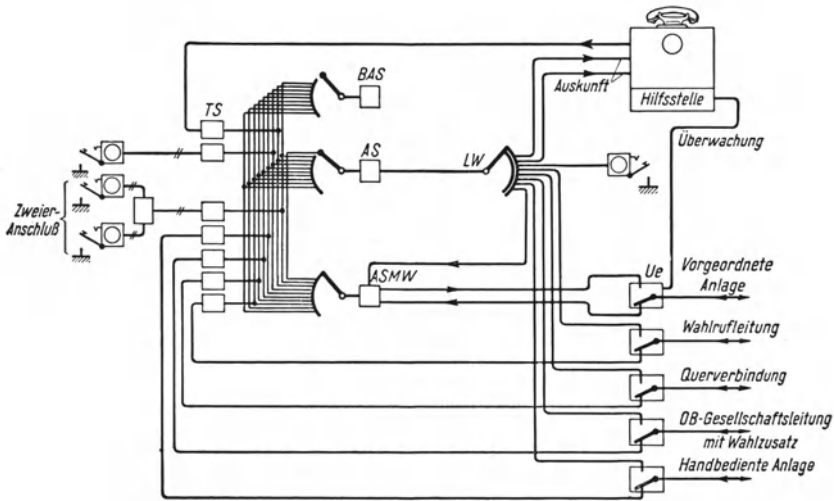 BAS
Auskunft
Hilfsstelle
TS
Überwachung
AS
LW
Zweier-
Anschluß
ASMW
Ue
Vorgeordnete
Anlage
Wahlrufleitung
Querverbindung
OB-Gesellschaftsleitung
mit Wahlzusatz
Handbediente Anlage